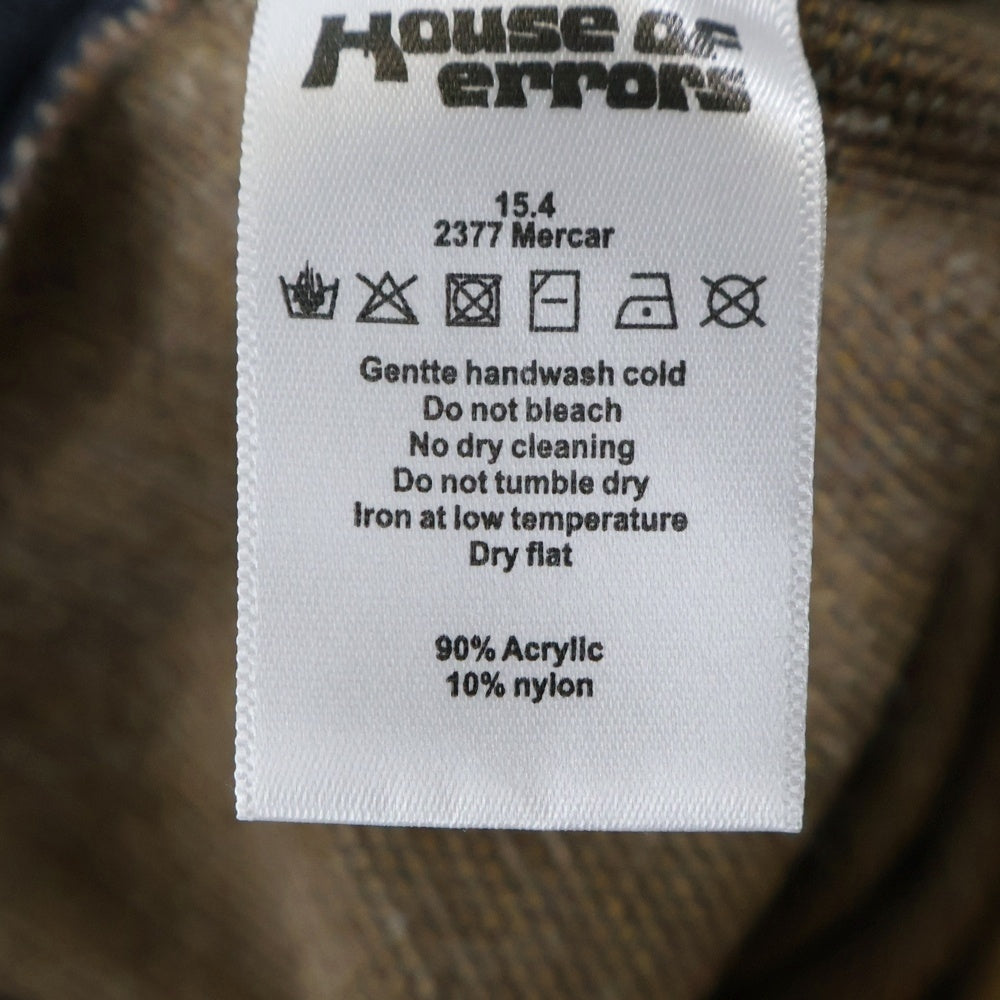 House of
errors
15.4
2377 Mercar
Gentte handwash cold
Do not bleach
No dry cleaning
Do not tumble dry
Iron at low temperature
Dry flat
90% Acrylic
10% nylon